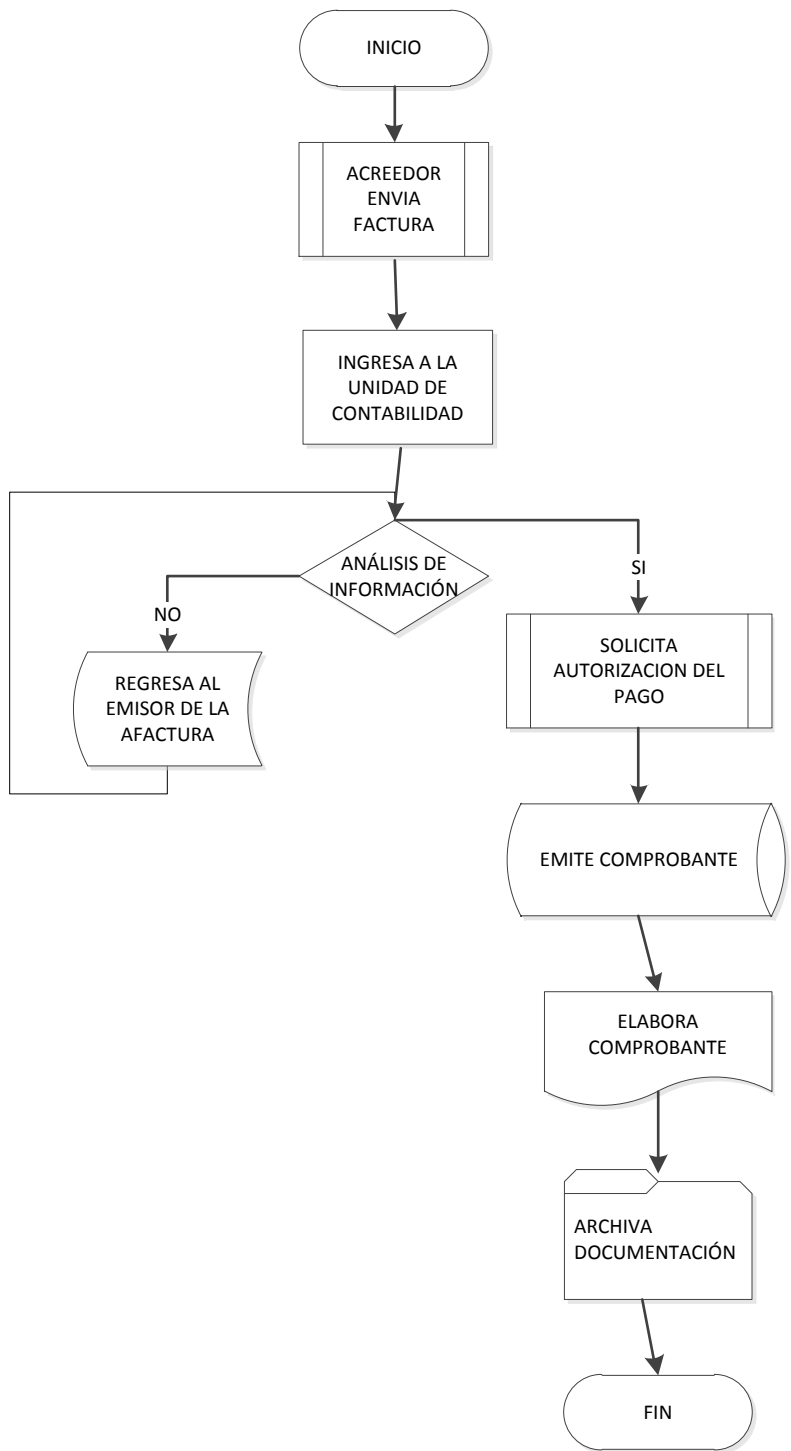 INICIO
ACREEDOR
ENVIA
FACTURA
INGRESA A LA
UNIDAD DE
CONTABILIDAD
ANÁLISIS DE
INFORMACIÓN
NO
SI
REGRESA AL
EMISOR DE LA
AFACTURA
SOLICITA
AUTORIZACION DEL
PAGO
EMITE COMPROBANTE
ELABORA
COMPROBANTE
ARCHIVA
DOCUMENTACIÓN
FIN